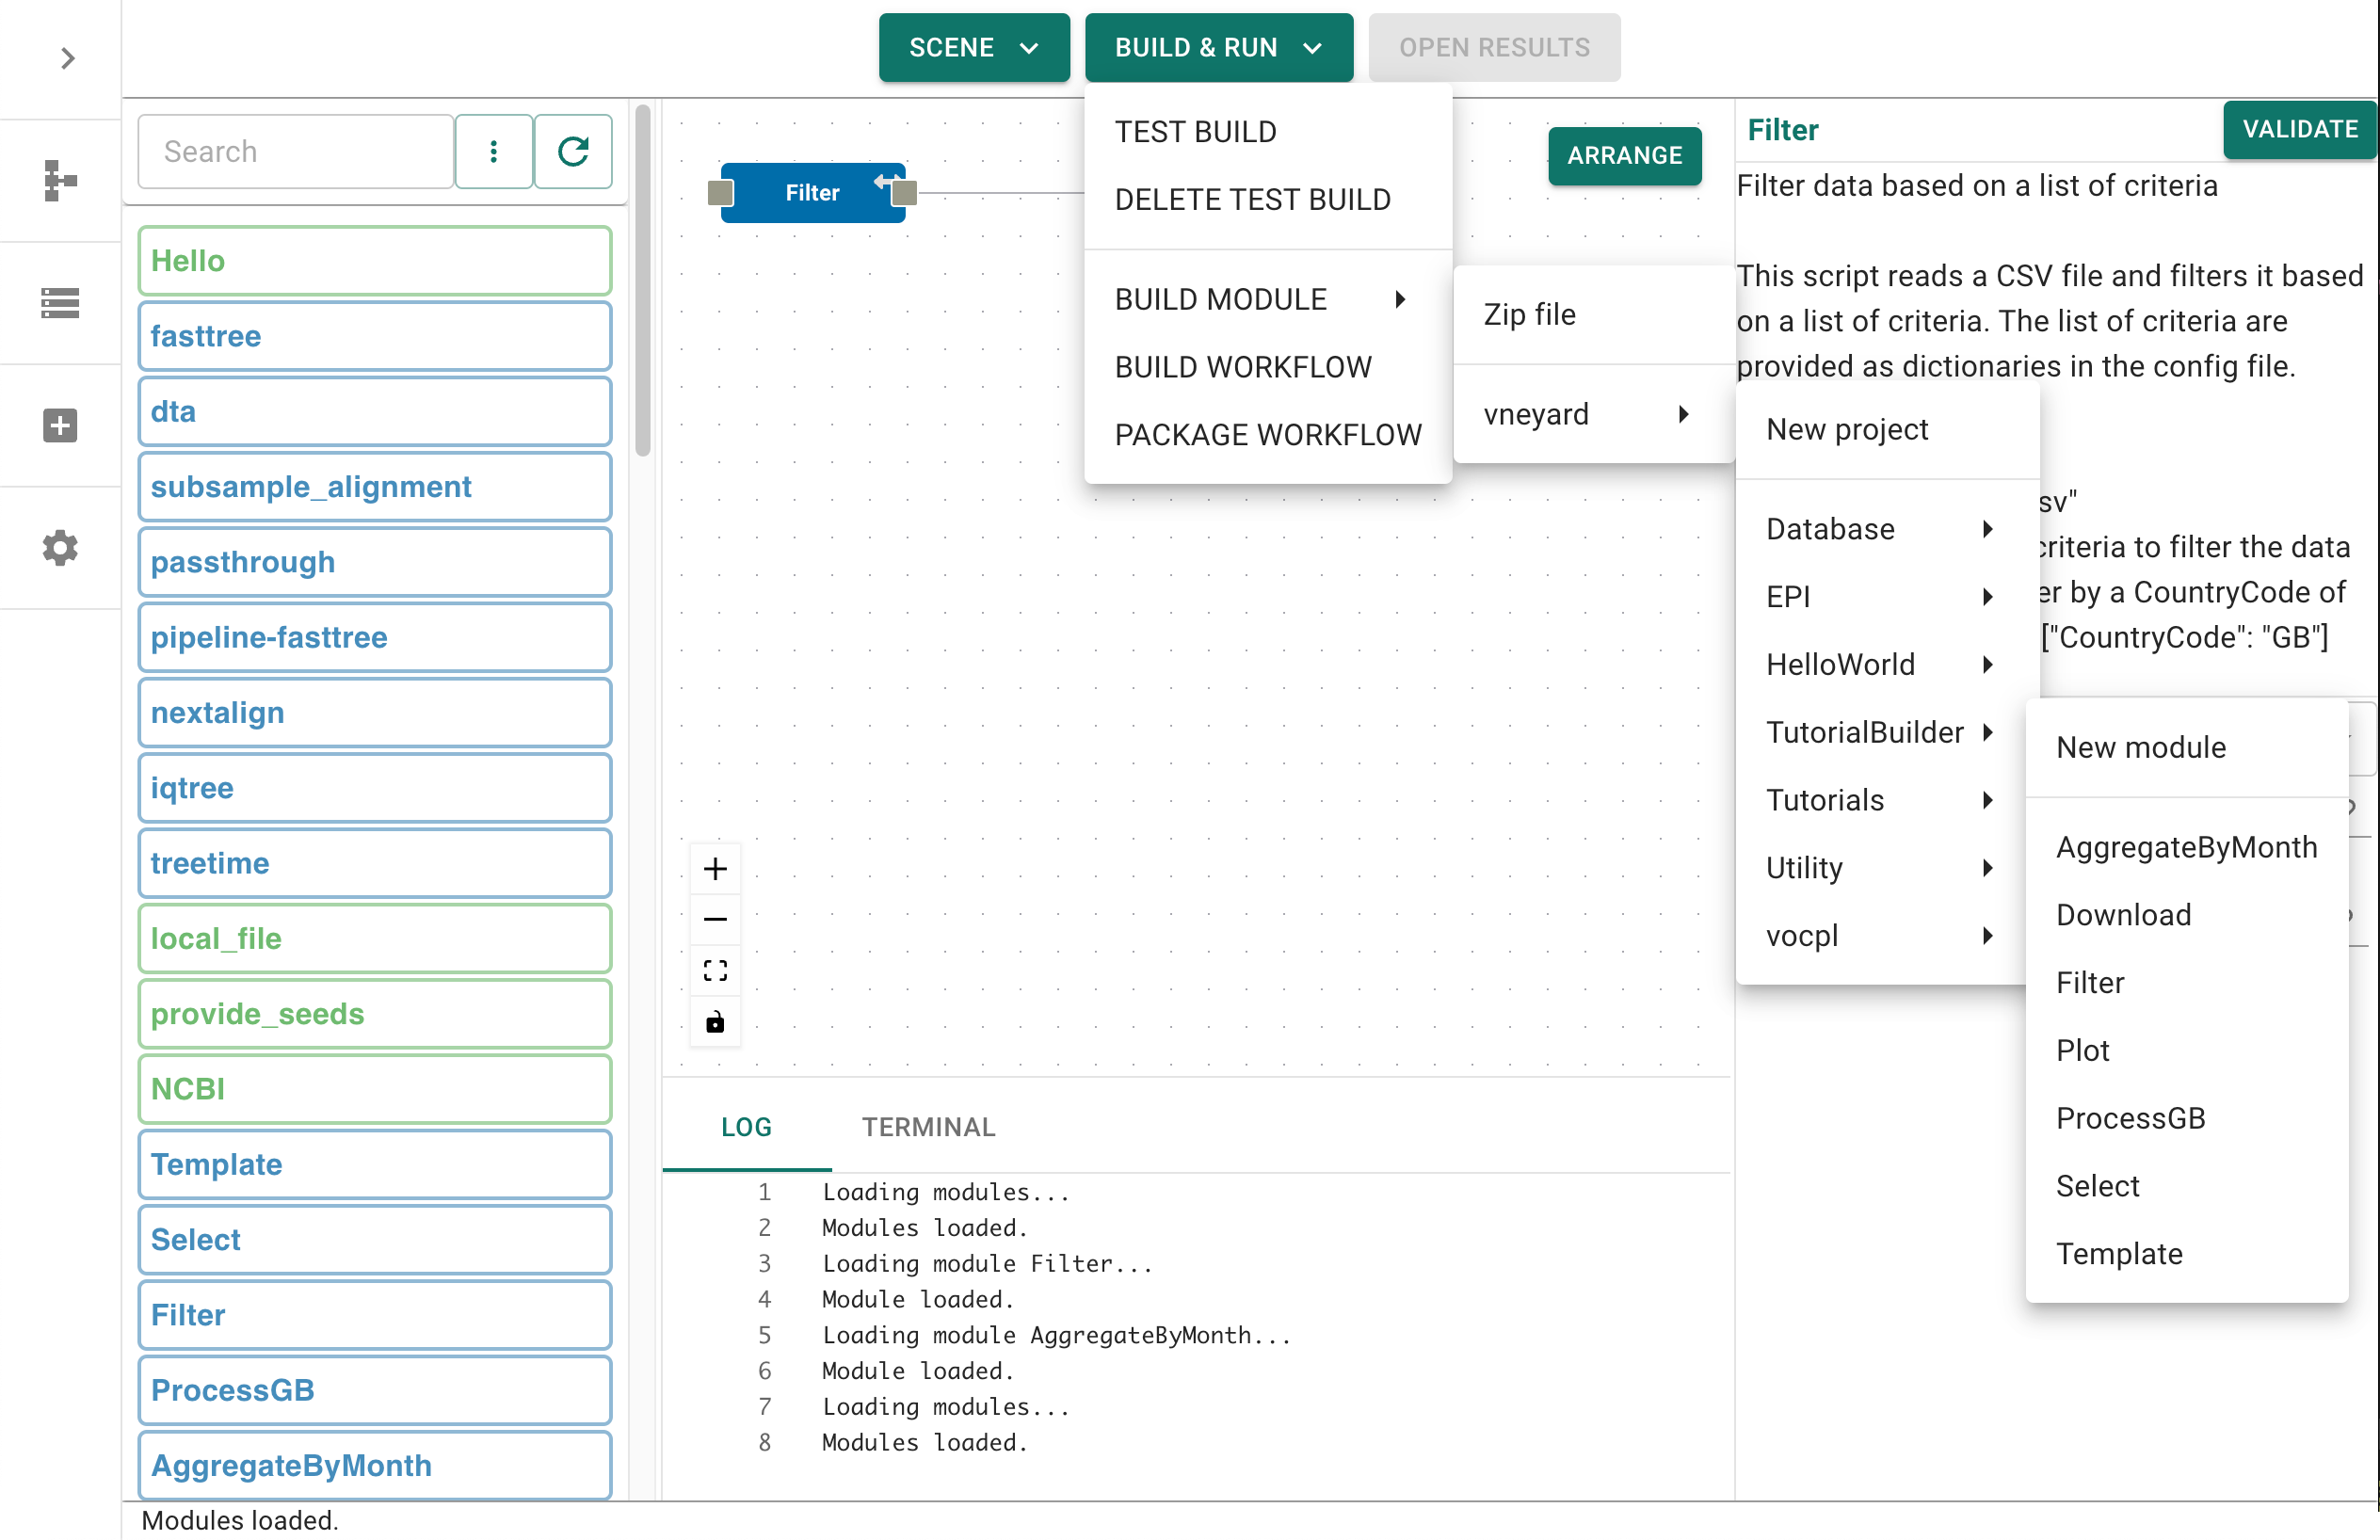 SCENE
BUILD & RUN
OPEN RESULTS
Search
Hello
fasttree
dta
subsample_alignment
passthrough
pipeline-fasttree
nextalign
iqtree
treetime
local_file
provide_seeds
NCBI
Template
Select
Filter
ProcessGB
AggregateByMonth
Filter
ARRANGE
TEST BUILD
DELETE TEST BUILD
BUILD MODULE
BUILD WORKFLOW
PACKAGE WORKFLOW
Zip file
vneyard
New project
Database
EPI
HelloWorld
TutorialBuilder
Tutorials
Utility
vocpl
New module
AggregateByMonth
Download
Filter
Plot
ProcessGB
Select
Template
Filter
VALIDATE
Filter data based on a list of criteria
This script reads a CSV file and filters it based
on a list of criteria. The list of criteria are
provided as dictionaries in the config file.
sv"
criteria to filter the data
er by a CountryCode of
["CountryCode": "GB"]
LOG
TERMINAL
1 Loading modules...
2 Modules loaded.
3 Loading module Filter...
4 Module loaded.
5 Loading module AggregateByMonth...
6 Module loaded.
7 Loading modules...
8 Modules loaded.
Modules loaded.